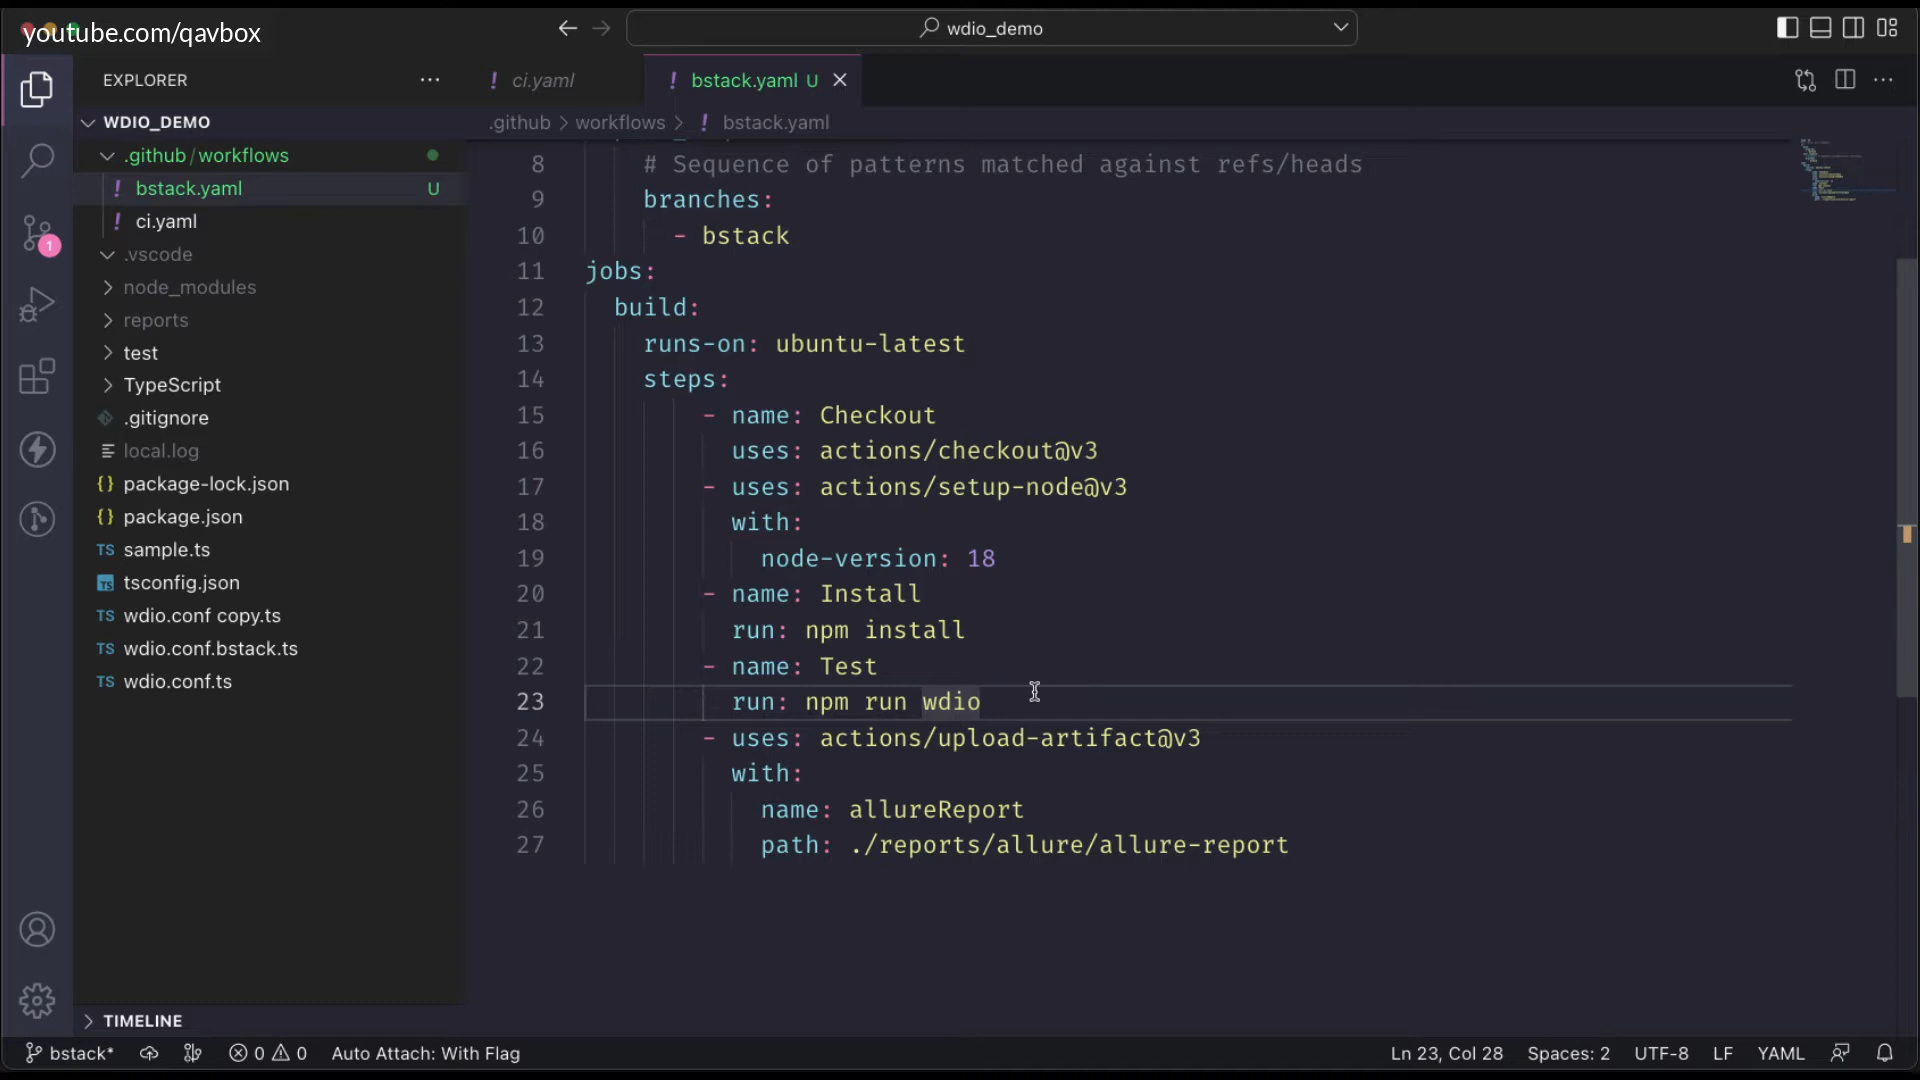 youtube.com/qavbox
wdio_demo
EXPLORER
ci.yaml
bstack.yaml U
WDIO_DEMO
.github > workflows > ! bstack.yaml
.github/workflows
bstack.yaml U
ci.yaml
.vscode
node_modules
reports
test
TypeScript
.gitignore
local.log
package-lock.json
package.json
sample.ts
tsconfig.json
wdio.conf copy.ts
wdio.conf.bstack.ts
wdio.conf.ts
TIMELINE
1
8 # Sequence of patterns matched against refs/heads
9 branches:
10 - bstack
11 jobs:
12 build:
13 runs-on: ubuntu-latest
14 steps:
15 - name: Checkout
16 uses: actions/checkout@v3
17 - uses: actions/setup-node@v3
18 with:
19 node-version: 18
20 - name: Install
21 run: npm install
22 - name: Test
23 run: npm run wdio
24 - uses: actions/upload-artifact@v3
25 with:
26 name: allureReport
27 path: ./reports/allure/allure-report
bstack* 0 0 Auto Attach: With Flag Ln 23, Col 28 Spaces: 2 UTF-8 LF YAML